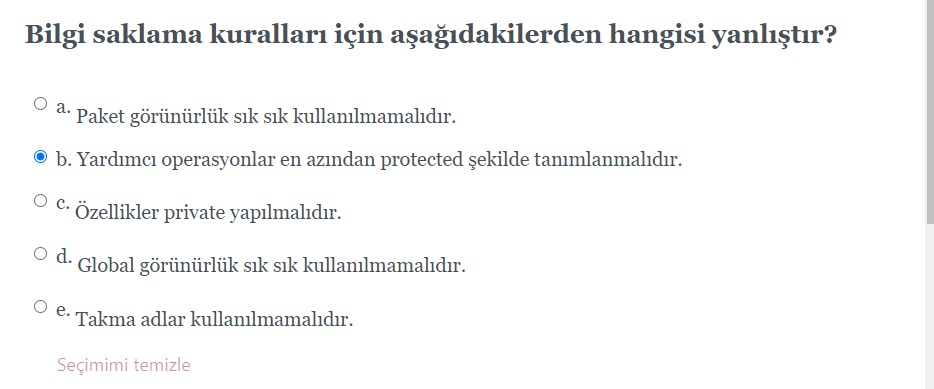 Bilgi saklama kuralları için aşağıdakilerden hangisi yanlıştır?
a. Paket görünürlük sık sık kullanılmamalıdır.
b. Yardımcı operasyonlar en azından protected şekilde tanımlanmalıdır.
c. Özellikler private yapılmalıdır.
d. Global görünürlük sık sık kullanılmamalıdır.
e. Takma adlar kullanılmamalıdır.
Seçimimi temizle